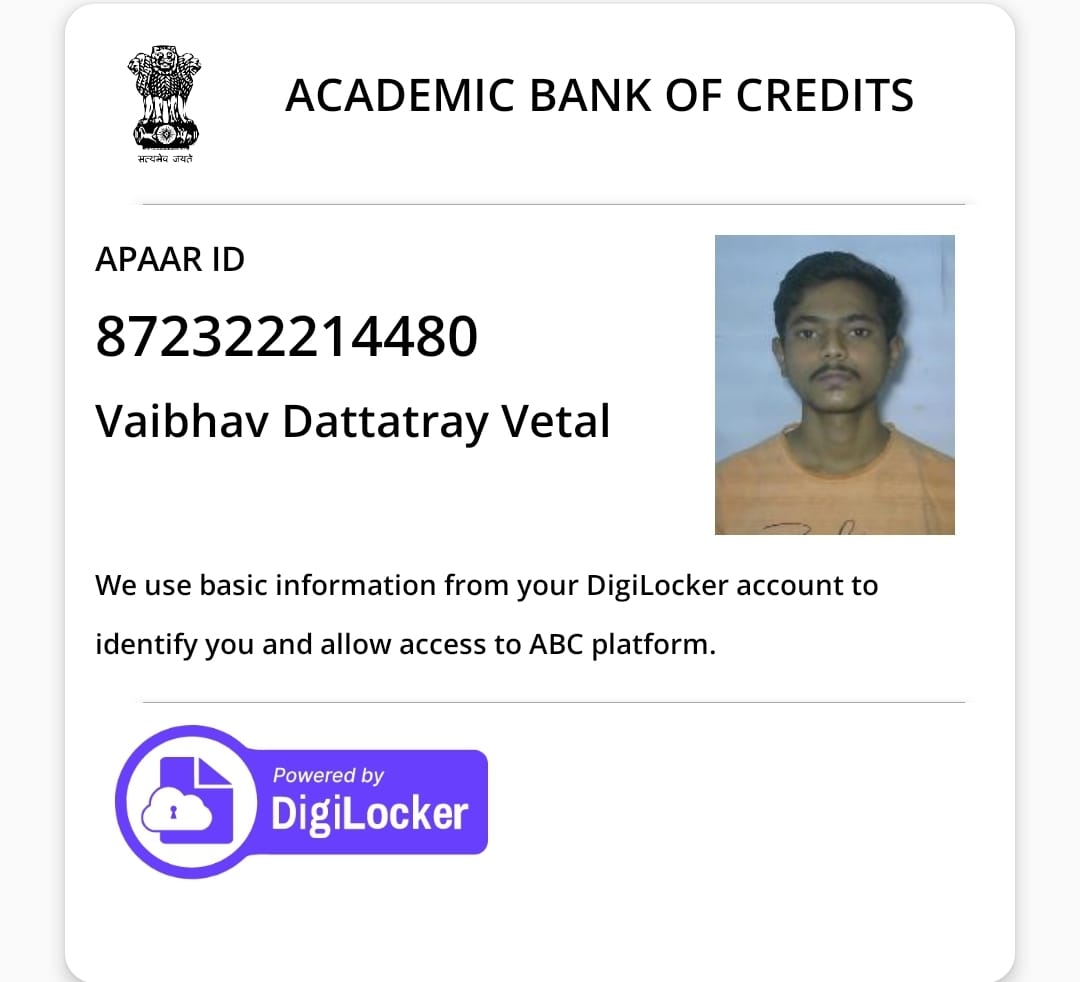 सत्यमेव जयते
ACADEMIC BANK OF CREDITS
APAAR ID
872322214480
Vaibhav Dattatray Vetal
We use basic information from your DigiLocker account to
identify you and allow access to ABC platform.
Powered by
DigiLocker